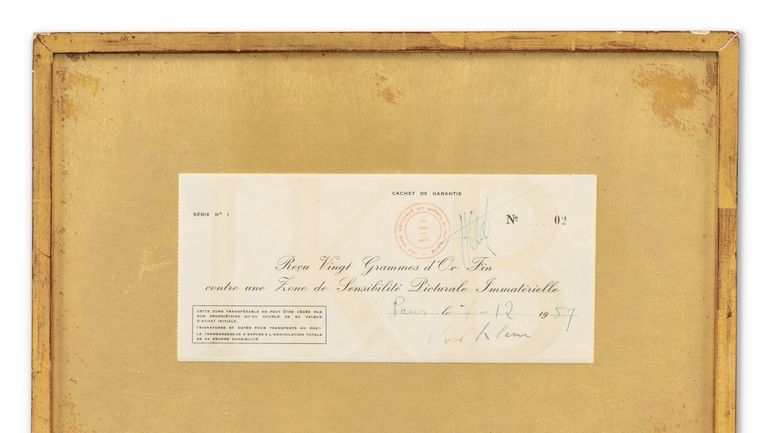 CACHET DE GARANTIE
SÉRIE Nº 1
Nº 02
Reçu Vingt Grammes d'Or Fin
contre une Zone de Sensibilité Picturale Immatérielle
CETTE ZONE TRANSFÉRABLE NE PEUT ÊTRE CÉDÉE PAR
SON PROPRIÉTAIRE QU'AU DOUBLE DE SA VALEUR
D'ACHAT INITIALE.
(SIGNATURES ET DATES POUR TRANSFERTS AU DOS.)
LE TRANSGRESSEUR S'EXPOSE A L'ANNIHILATION TOTALE
DE SA PROPRE SENSIBILITÉ
Paris le 7 - 12 1959
Yves Klein
IKB